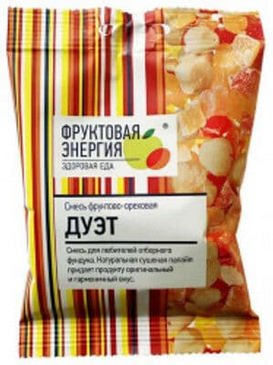 ФРУКТОВАЯ
ЭНЕРГИЯ
ЗДОРОВАЯ ЕДА
Смесь фруктово-ореховая
ДУЭТ
Смесь для любителей отборного
фундука. Натуральная сушеная папайя
придает продукту оригинальный
и гармоничный вкус.